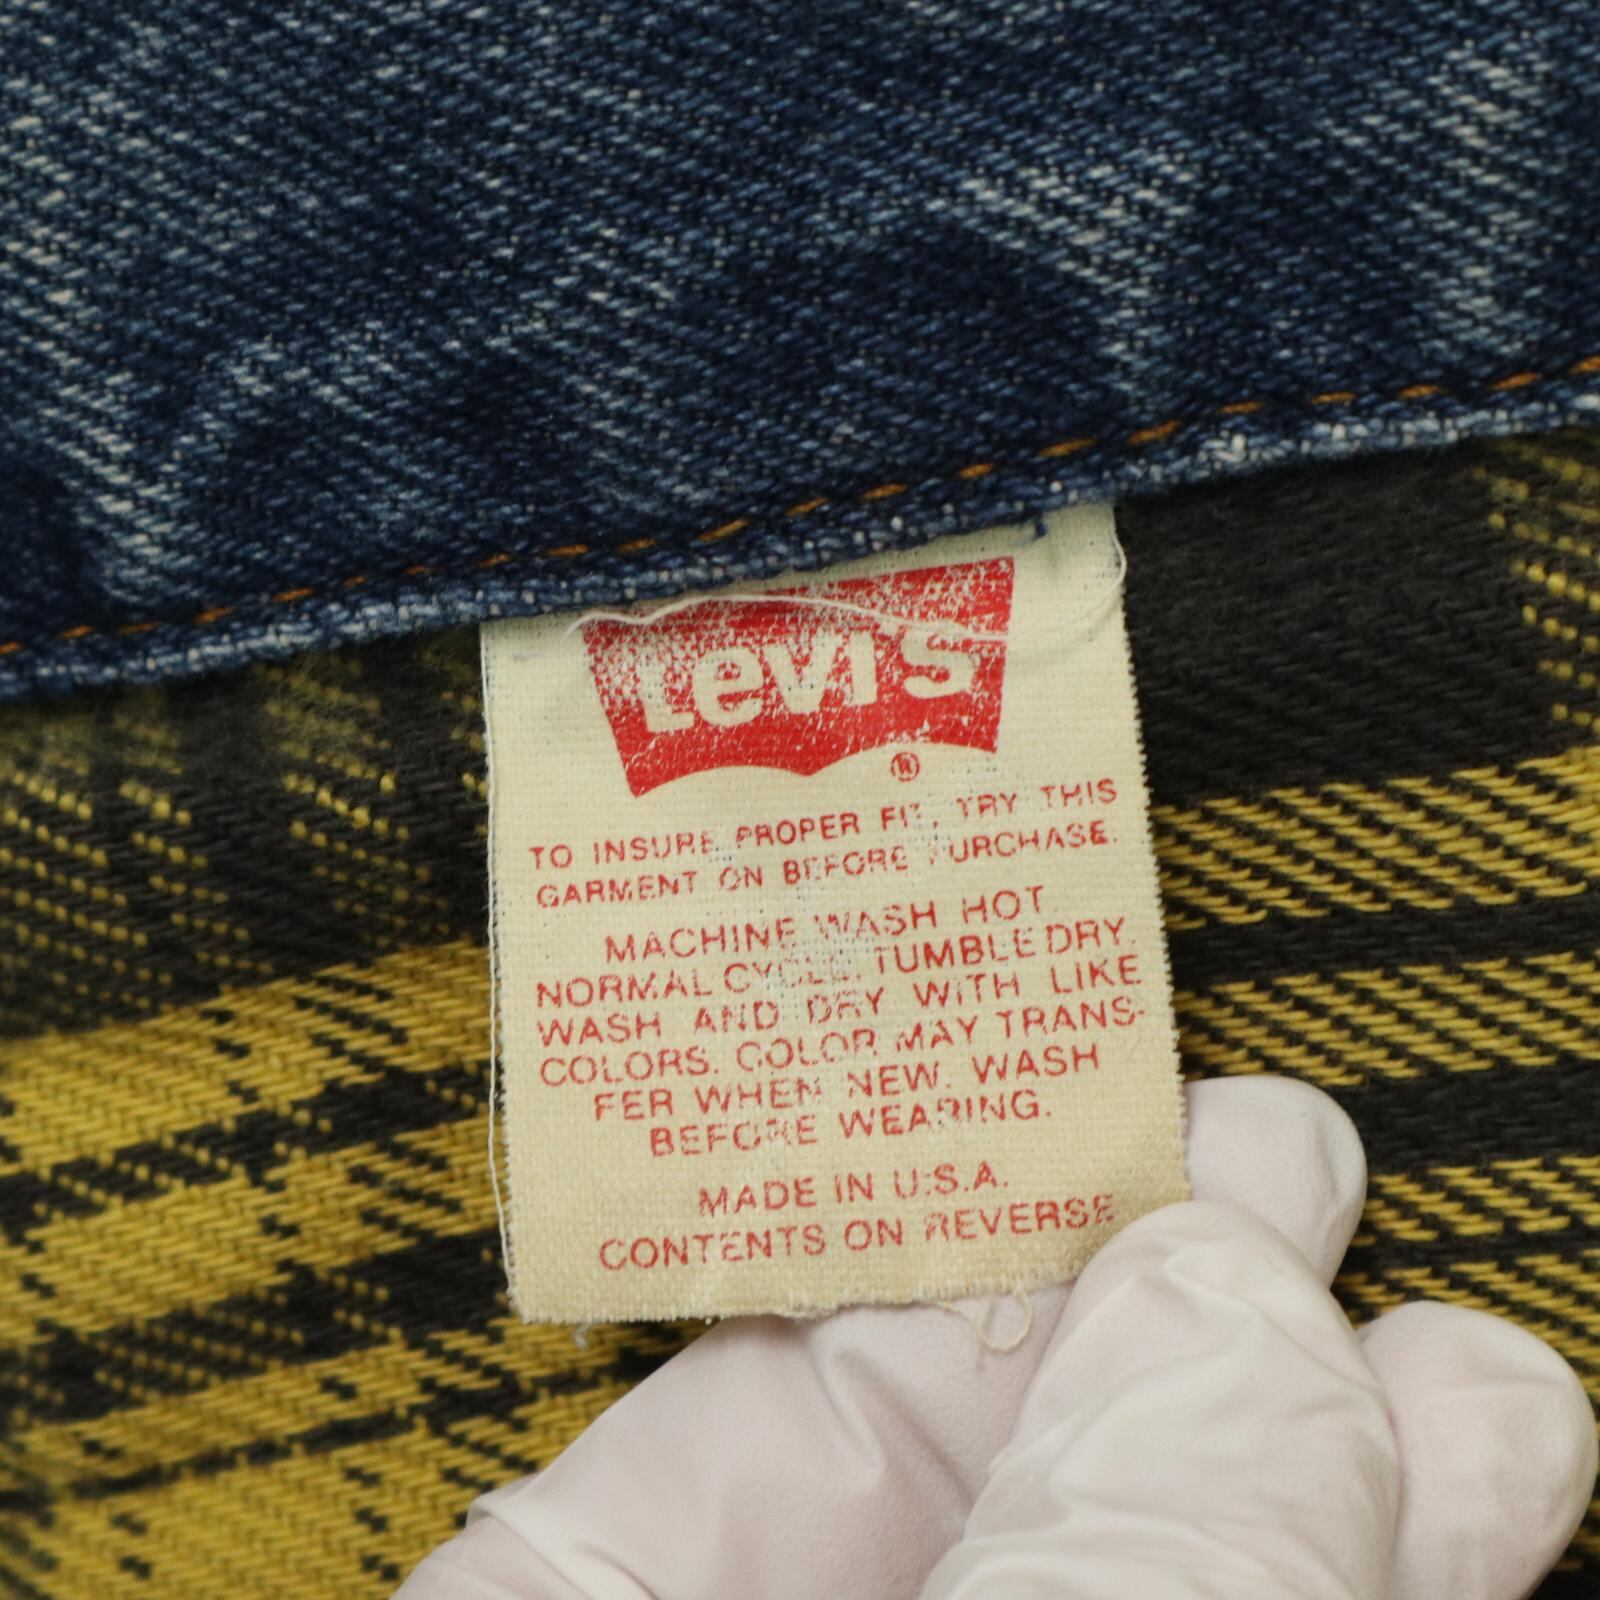 Levi's
®
TO INSURE PROPER FIT, TRY THIS
GARMENT ON BEFORE PURCHASE.
MACHINE WASH HOT.
NORMAL CYCLE. TUMBLE DRY.
WASH AND DRY WITH LIKE
COLORS. COLOR MAY TRANS-
FER WHEN NEW. WASH
BEFORE WEARING.
MADE IN U.S.A.
CONTENTS ON REVERSE